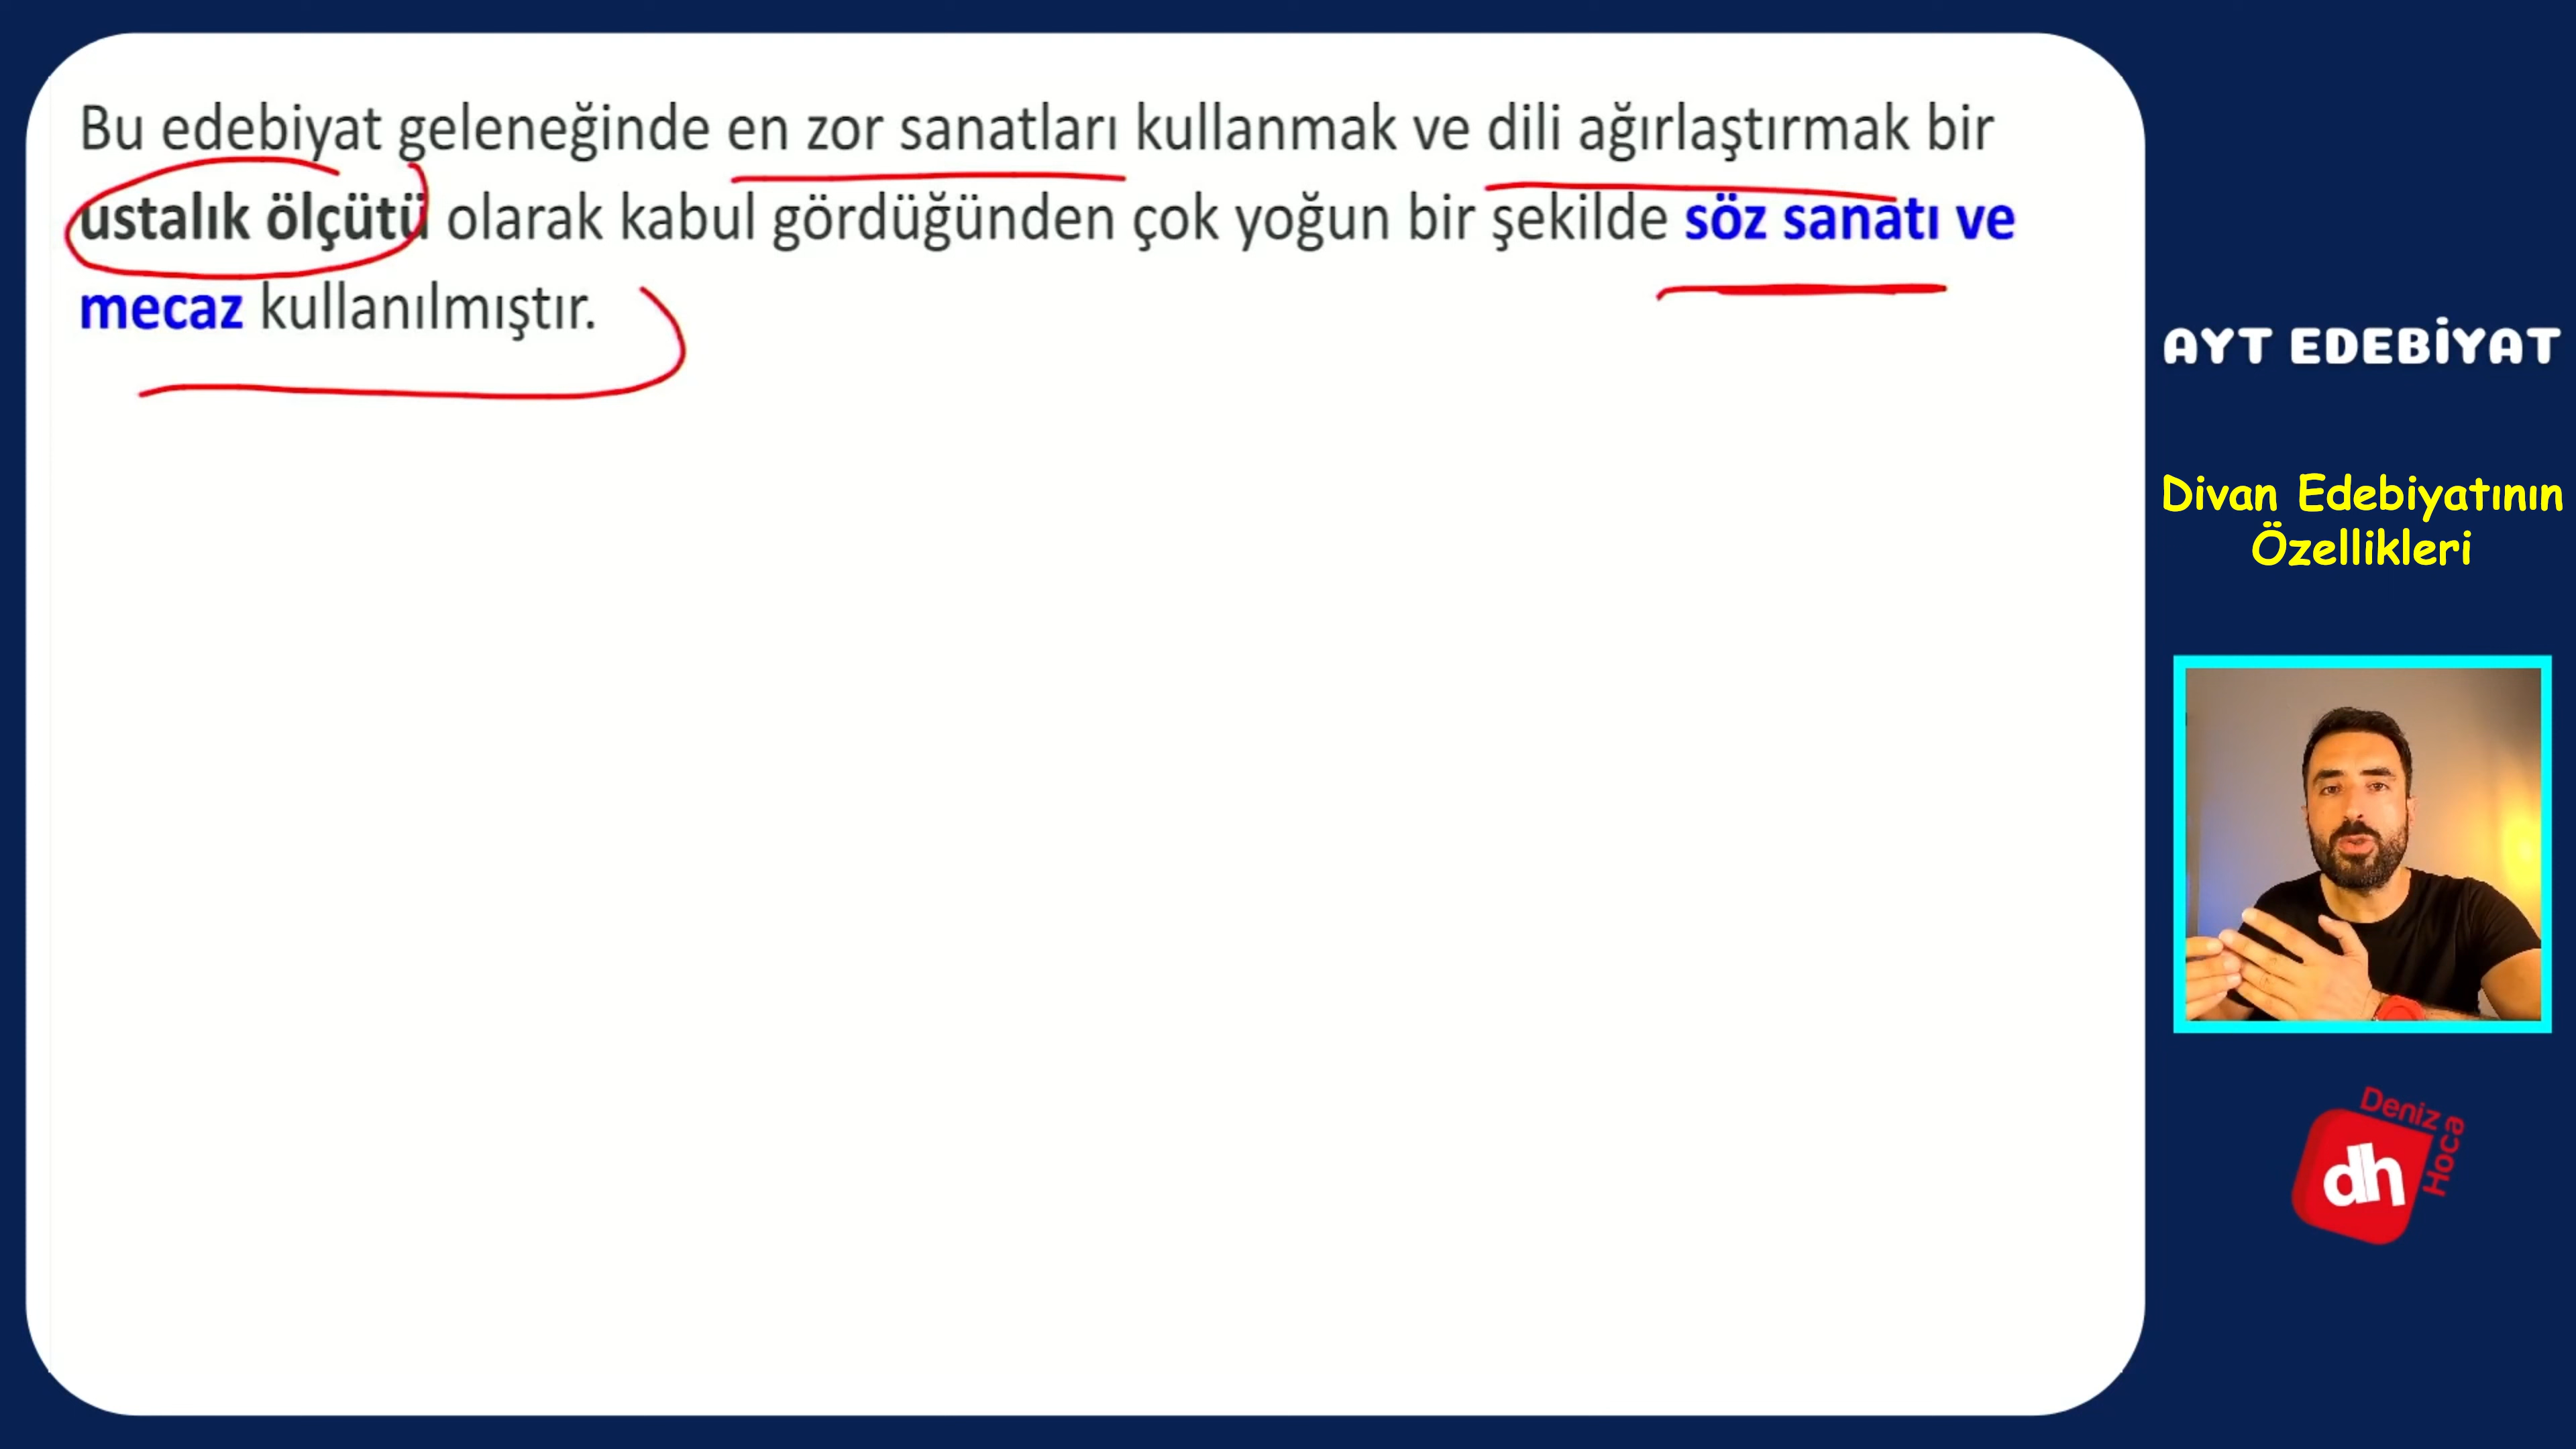 Bu edebiyat geleneğinde en zor sanatları kullanmak ve dili ağırlaştırmak bir
ustalık ölçütü olarak kabul gördüğünden çok yoğun bir şekilde söz sanatı ve
mecaz kullanılmıştır.
AYT EDEBİYAT
Divan Edebiyatının
Özellikleri
Deniz
Hoca
dh